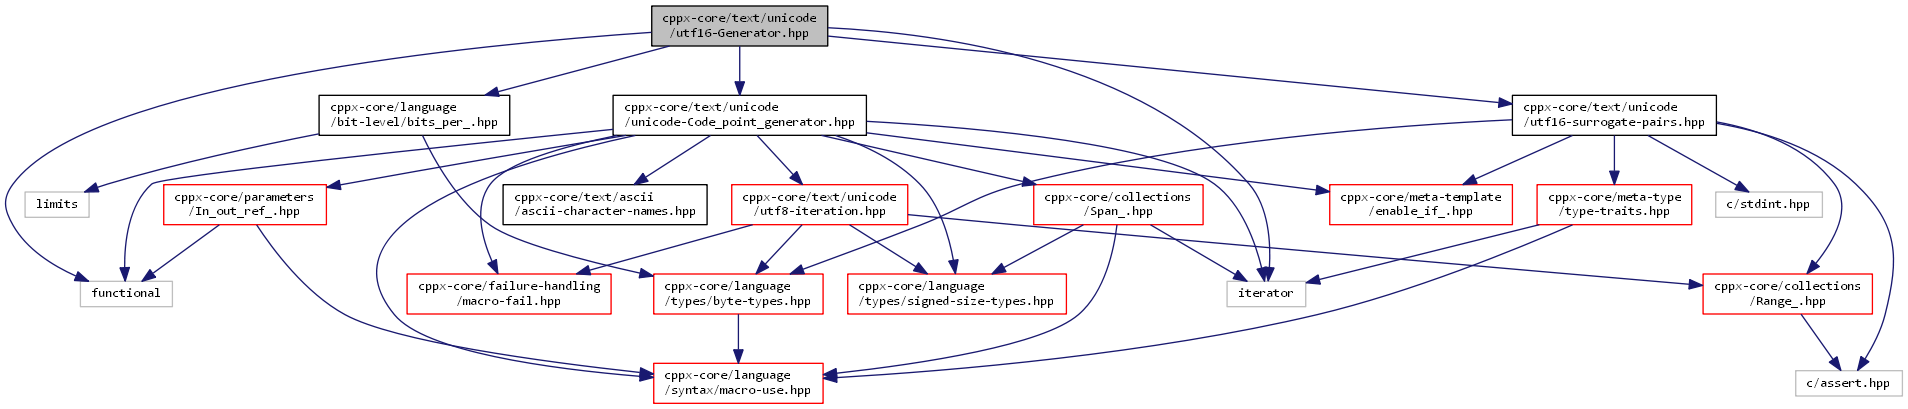 cppx-core/text/unicode
/utf16-Generator.hpp
cppx-core/language
/bit-level/bits_per_.hpp
cppx-core/text/unicode
/unicode-Code_point_generator.hpp
cppx-core/text/unicode
/utf16-surrogate-pairs.hpp
limits
cppx-core/parameters
/In_out_ref_.hpp
cppx-core/text/ascii
/ascii-character-names.hpp
cppx-core/text/unicode
/utf8-iteration.hpp
cppx-core/collections
/Span_.hpp
cppx-core/meta-template
/enable_if_.hpp
cppx-core/meta-type
/type-traits.hpp
c/stdint.hpp
functional
cppx-core/failure-handling
/macro-fail.hpp
cppx-core/language
/types/byte-types.hpp
cppx-core/language
/types/signed-size-types.hpp
iterator
cppx-core/collections
/Range_.hpp
cppx-core/language
/syntax/macro-use.hpp
c/assert.hpp